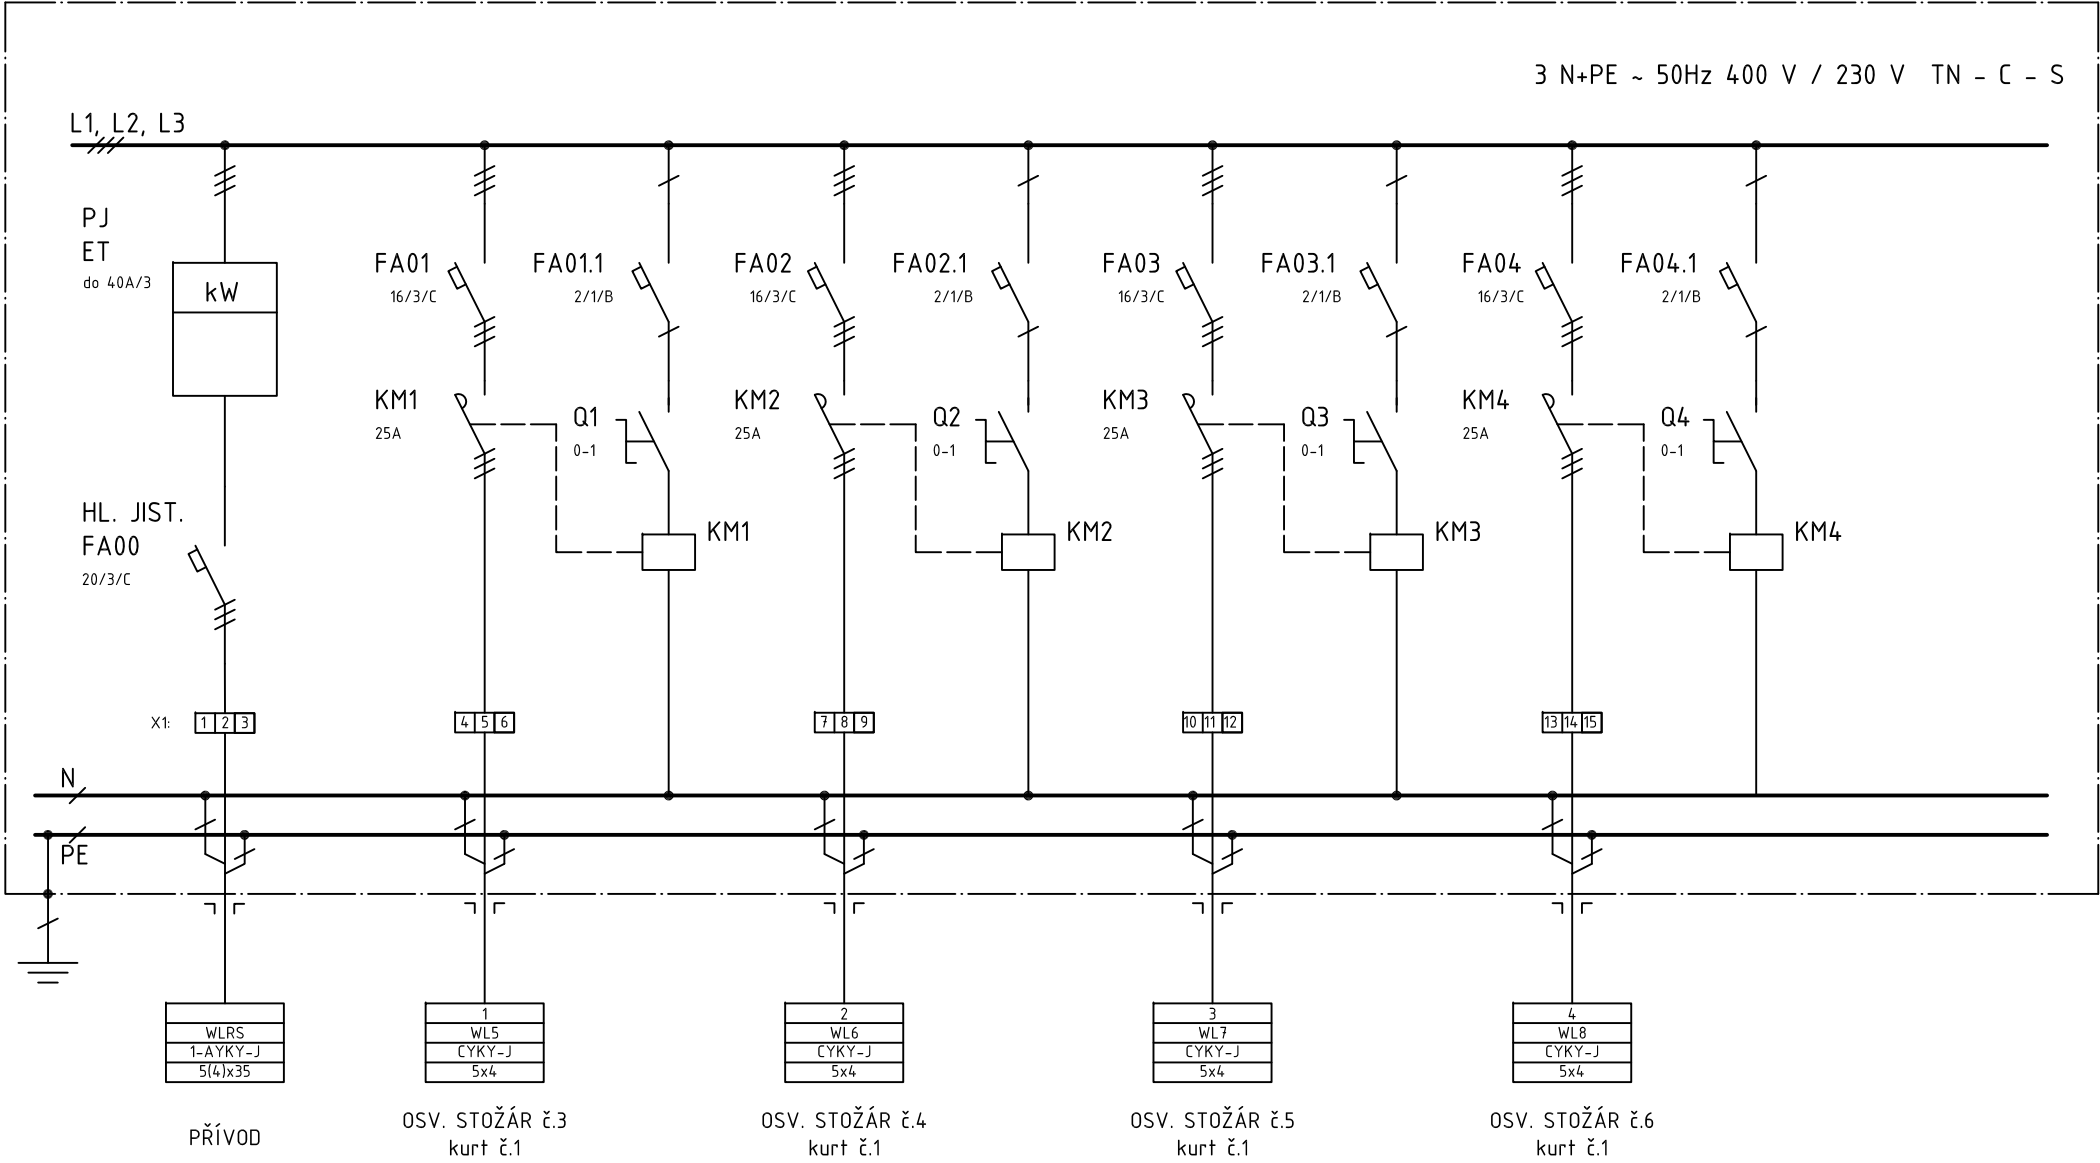 3 N+PE ~ 50Hz 400 V / 230 V TN - C - S
L1, L2, L3
PJ
ET
do 40A/3
kW
HL. JIST.
FA00
20/3/C
FA01
16/3/C
FA01.1
2/1/B
FA02
16/3/C
FA02.1
2/1/B
FA03
16/3/C
FA03.1
2/1/B
FA04
16/3/C
FA04.1
2/1/B
KM1
25A
Q1
0-1
KM1
KM2
25A
Q2
0-1
KM2
KM3
25A
Q3
0-1
KM3
KM4
25A
Q4
0-1
KM4
X1: 1 2 3
4 5 6
7 8 9
10 11 12
13 14 15
N
PE
WLRS
1-AYKY-J
5(4)x35
PŘÍVOD
1
WL5
CYKY-J
5x4
OSV. STOŽÁR č.3
kurt č.1
2
WL6
CYKY-J
5x4
OSV. STOŽÁR č.4
kurt č.1
3
WL7
CYKY-J
5x4
OSV. STOŽÁR č.5
kurt č.1
4
WL8
CYKY-J
5x4
OSV. STOŽÁR č.6
kurt č.1